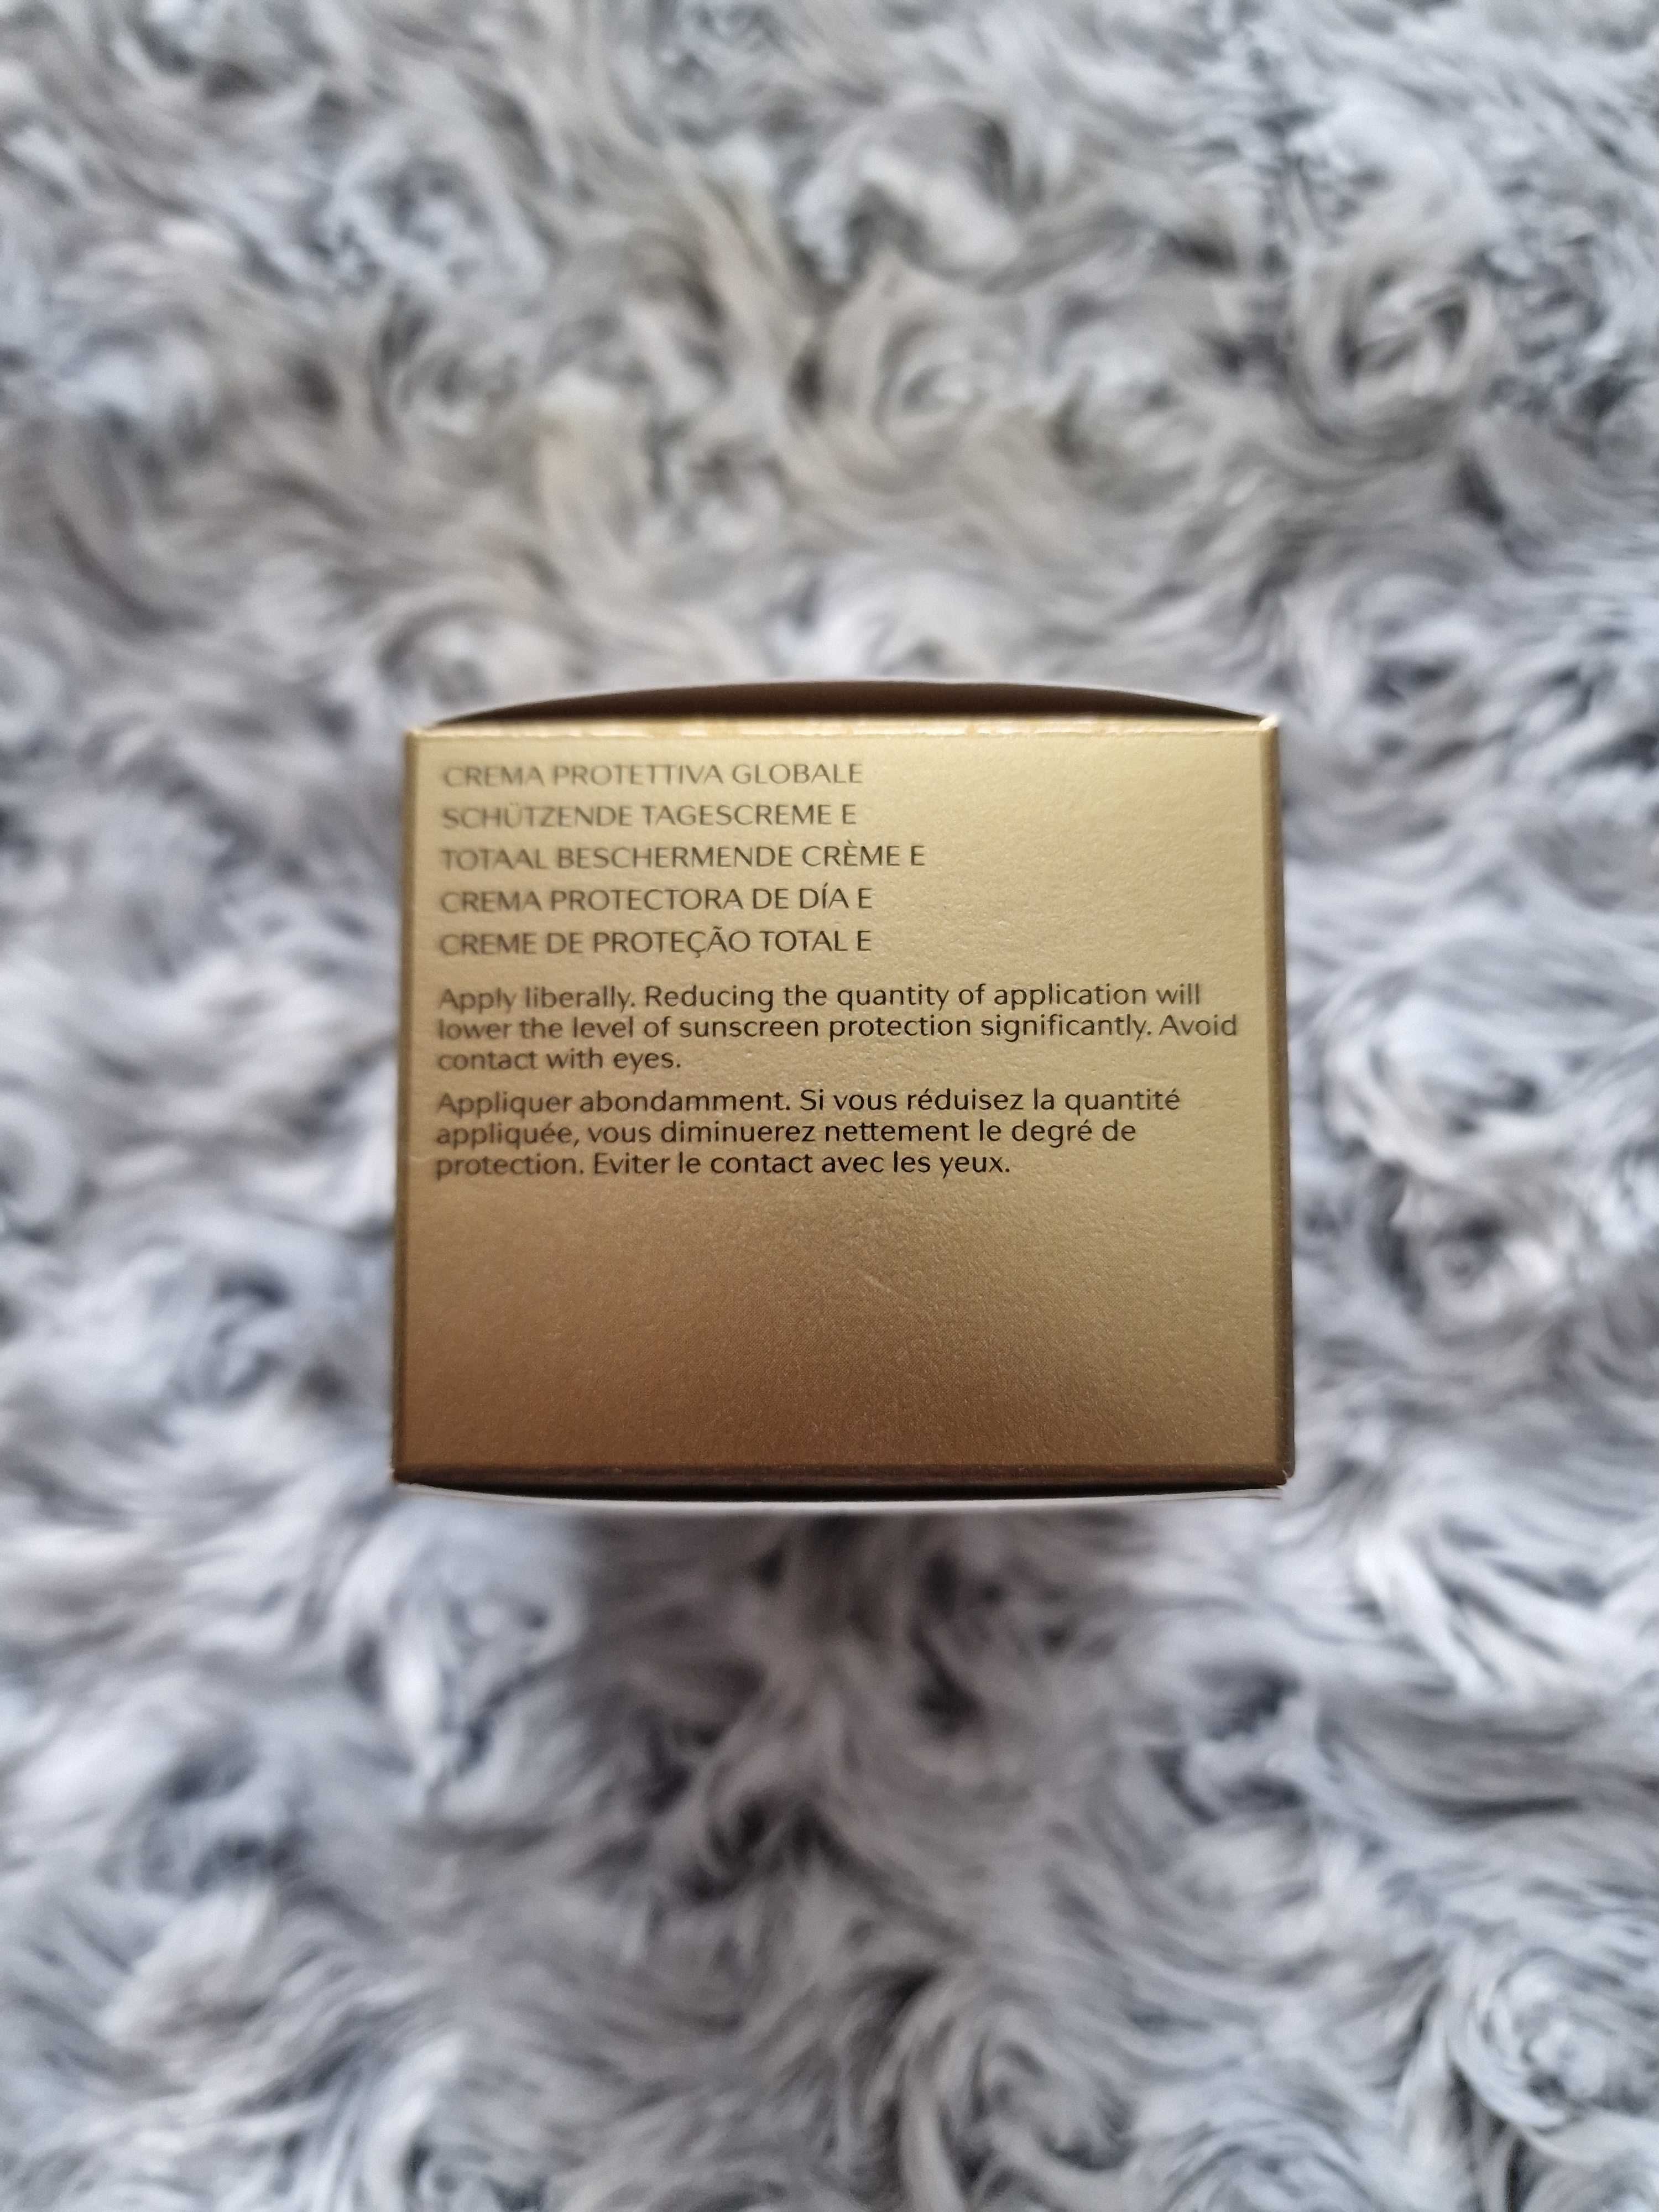 CREMA PROTETTIVA GLOBALE
SCHÜTZENDE TAGESCREME E
TOTAAL BESCHERMENDE CRÈME E
CREMA PROTECTORA DE DÍA E
CREME DE PROTEÇÃO TOTAL E
Apply liberally. Reducing the quantity of application will
lower the level of sunscreen protection significantly. Avoid
contact with eyes.
Appliquer abondamment. Si vous réduisez la quantité
appliquée, vous diminuerez nettement le degré de
protection. Eviter le contact avec les yeux.